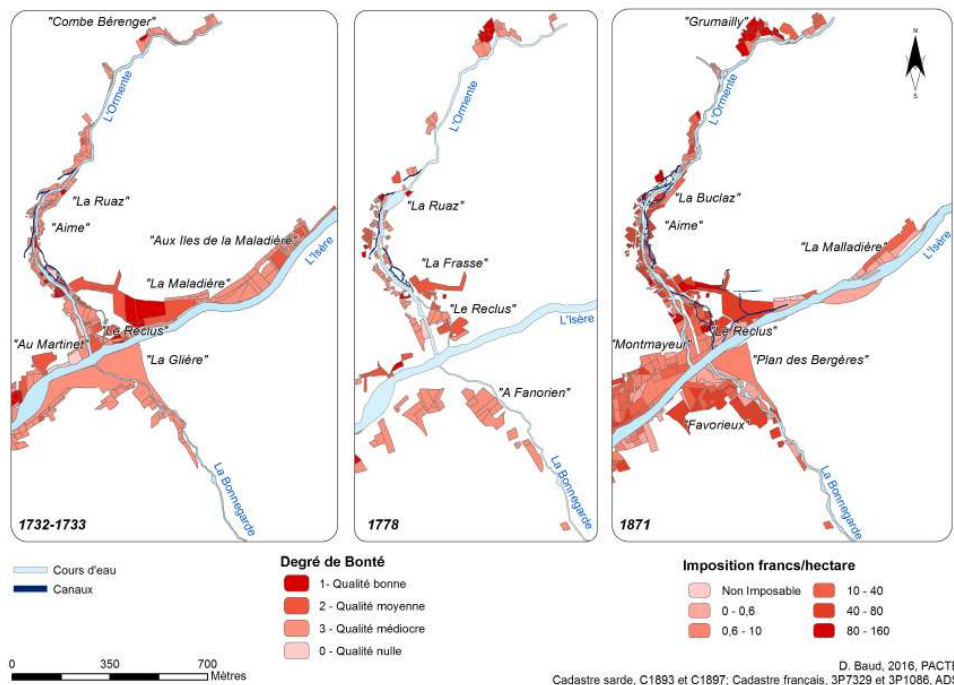 "Combe Bérenger"
L'Ormente
"La Ruaz"
"Aime"
"Aux Iles de la Maladière"
L'Isère
"La Maladière"
"Le Reclus"
"Au Martinet"
"La Glière"
La Bonnegarde
1732-1733
L'Ormente
"La Ruaz"
"La Frasse"
"Le Reclus"
L'Isère
"A Fanorien"
La Bonnegarde
1778
"Grumailly"
N
S
L'Ormente
"La Buclaz"
"Aime"
"La Malladière"
L'Isère
"Le Reclus"
"Montmayeur"
"Plan des Bergères"
"Favorieux"
La Bonnegarde
1871
Cours d'eau
Canaux
0 350 700
Mètres
Degré de Bonté
1- Qualité bonne
2 - Qualité moyenne
3 - Qualité médiocre
0 - Qualité nulle
Imposition francs/hectare
Non Imposable
0 - 0,6
0,6 - 10
10 - 40
40 - 80
80 - 160
D. Baud, 2016, PACTE
Cadastre sarde, C1893 et C1897; Cadastre français, 3P7329 et 3P1086, ADS